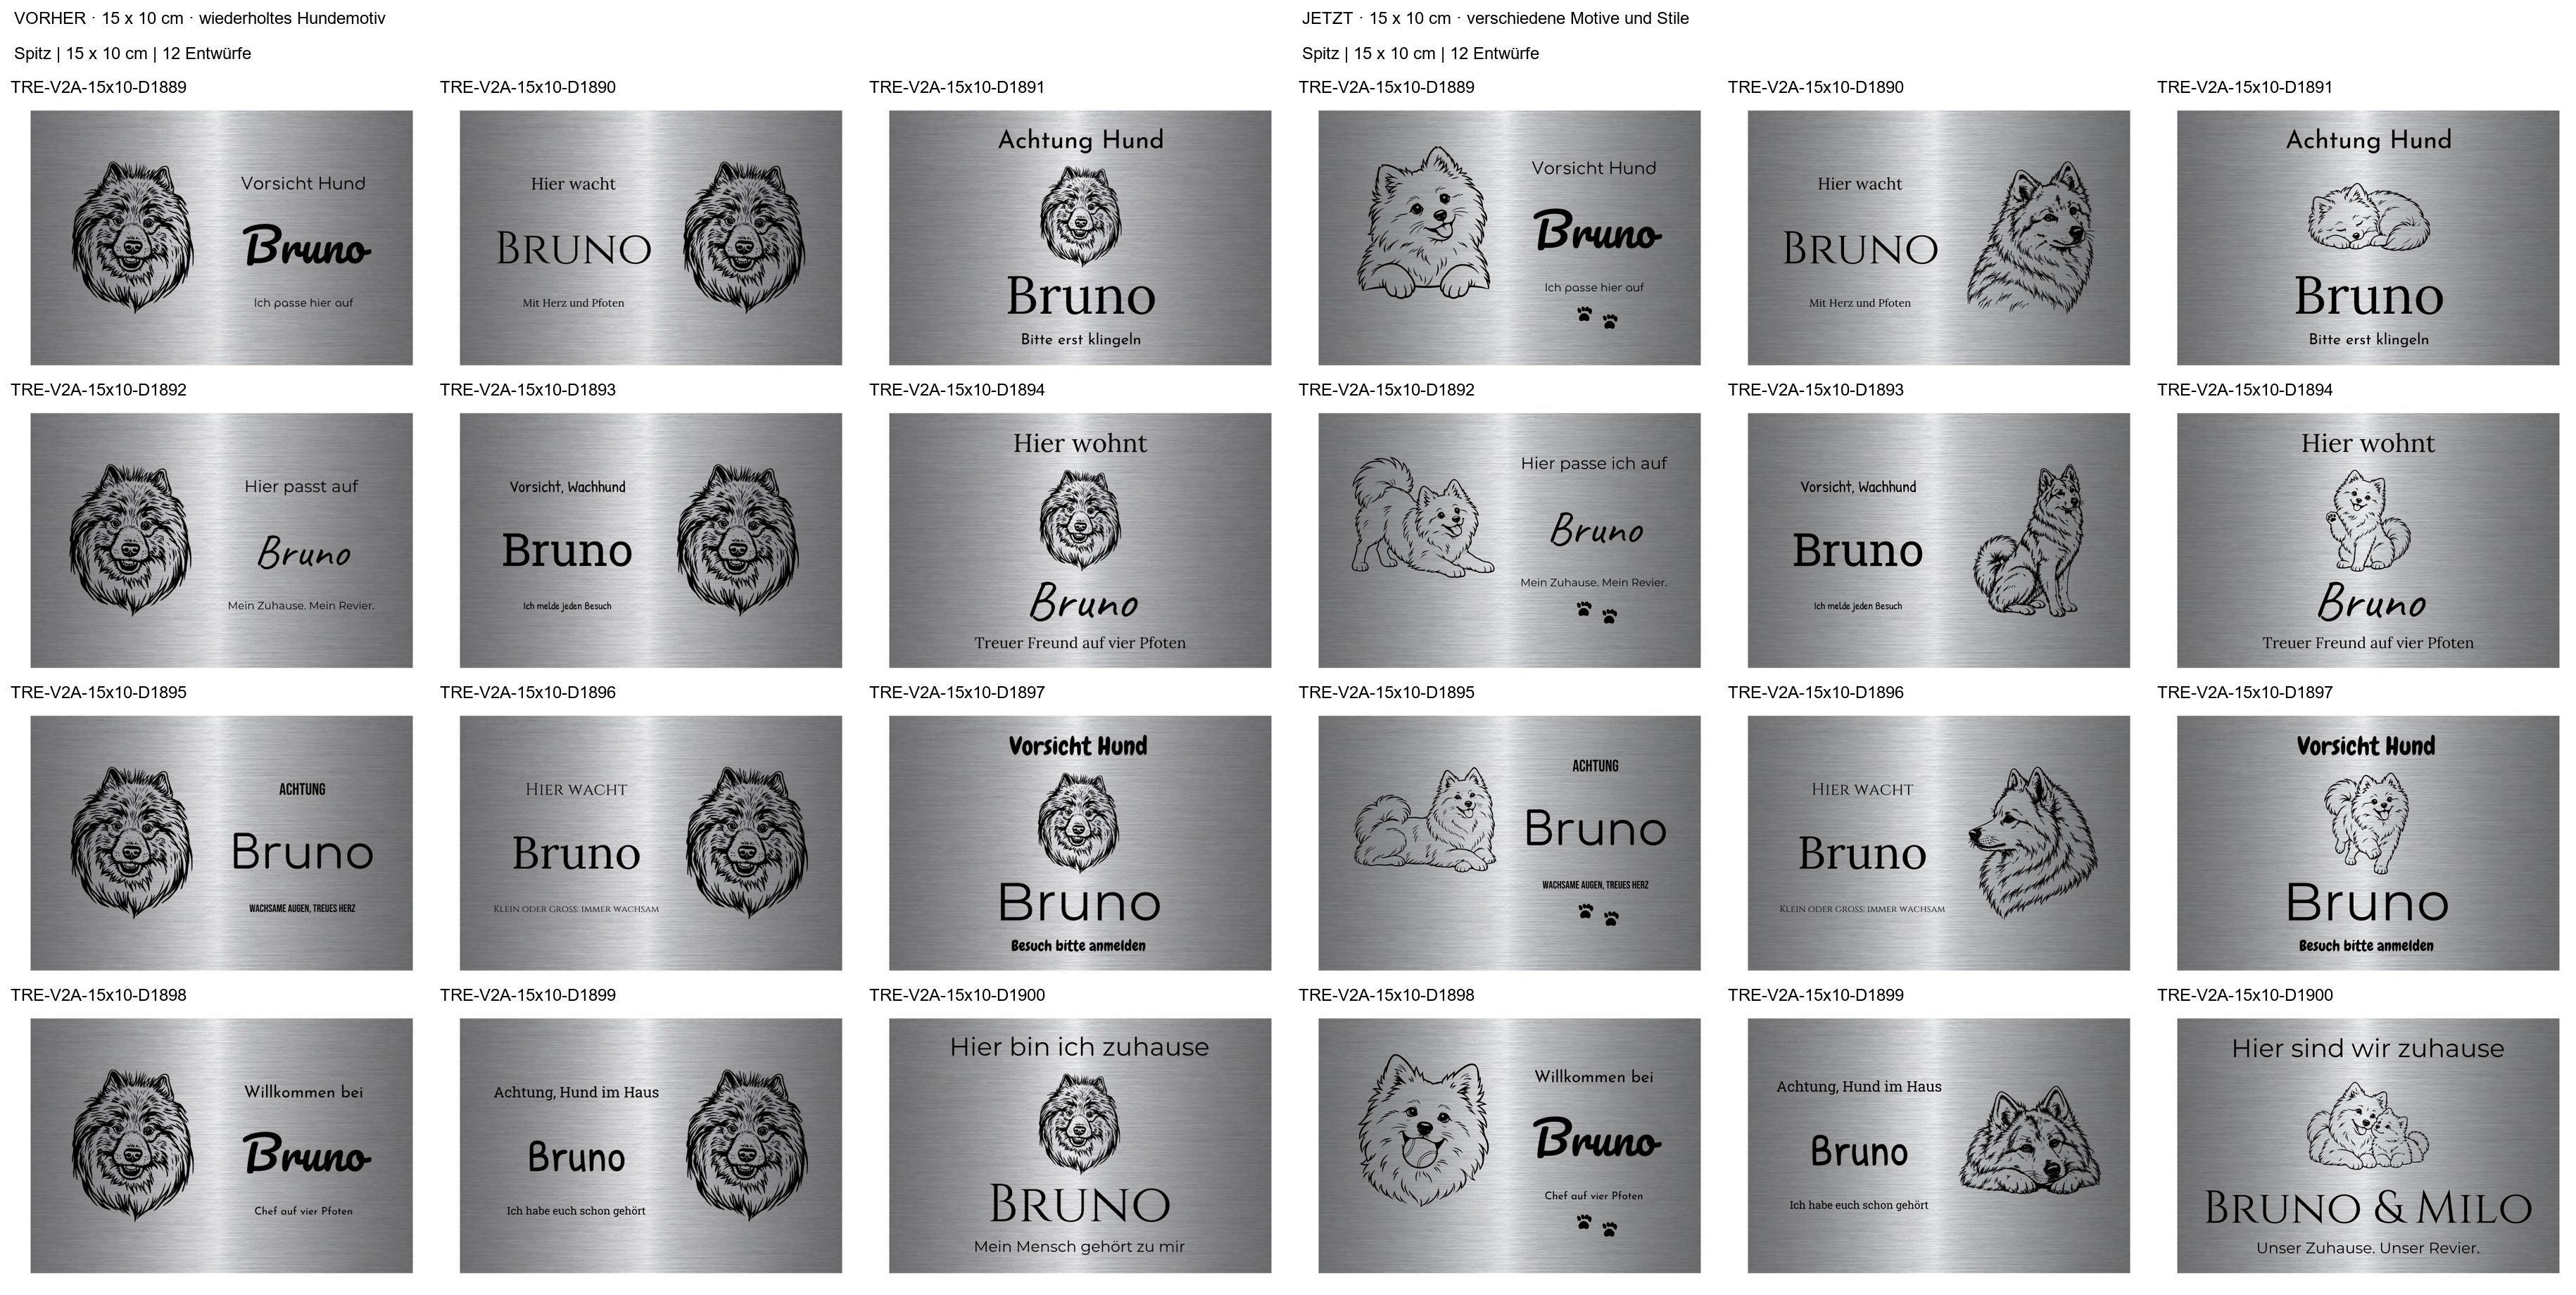 VORHER · 15 x 10 cm · wiederholtes Hundemotiv
Spitz | 15 x 10 cm | 12 Entwürfe
TRE-V2A-15x10-D1889
Vorsicht Hund
Bruno
Ich passe hier auf
TRE-V2A-15x10-D1890
Hier wacht
BRUNO
Mit Herz und Pfoten
TRE-V2A-15x10-D1891
Achtung Hund
Bruno
Bitte erst klingeln
TRE-V2A-15x10-D1892
Hier passt auf
Bruno
Mein Zuhause. Mein Revier.
TRE-V2A-15x10-D1893
Vorsicht, Wachhund
Bruno
Ich melde jeden Besuch
TRE-V2A-15x10-D1894
Hier wohnt
Bruno
Treuer Freund auf vier Pfoten
TRE-V2A-15x10-D1895
ACHTUNG
Bruno
WACHSAME AUGEN, TREUES HERZ
TRE-V2A-15x10-D1896
HIER WACHT
Bruno
KLEIN ODER GROSS: IMMER WACHSAM
TRE-V2A-15x10-D1897
Vorsicht Hund
Bruno
Besuch bitte anmelden
TRE-V2A-15x10-D1898
Willkommen bei
Bruno
Chef auf vier Pfoten
TRE-V2A-15x10-D1899
Achtung, Hund im Haus
Bruno
Ich habe euch schon gehört
TRE-V2A-15x10-D1900
Hier bin ich zuhause
BRUNO
Mein Mensch gehört zu mir
JETZT · 15 x 10 cm · verschiedene Motive und Stile
Spitz | 15 x 10 cm | 12 Entwürfe
TRE-V2A-15x10-D1889
Vorsicht Hund
Bruno
Ich passe hier auf
TRE-V2A-15x10-D1890
Hier wacht
BRUNO
Mit Herz und Pfoten
TRE-V2A-15x10-D1891
Achtung Hund
Bruno
Bitte erst klingeln
TRE-V2A-15x10-D1892
Hier passe ich auf
Bruno
Mein Zuhause. Mein Revier.
TRE-V2A-15x10-D1893
Vorsicht, Wachhund
Bruno
Ich melde jeden Besuch
TRE-V2A-15x10-D1894
Hier wohnt
Bruno
Treuer Freund auf vier Pfoten
TRE-V2A-15x10-D1895
ACHTUNG
Bruno
WACHSAME AUGEN, TREUES HERZ
TRE-V2A-15x10-D1896
HIER WACHT
Bruno
KLEIN ODER GROSS: IMMER WACHSAM
TRE-V2A-15x10-D1897
Vorsicht Hund
Bruno
Besuch bitte anmelden
TRE-V2A-15x10-D1898
Willkommen bei
Bruno
Chef auf vier Pfoten
TRE-V2A-15x10-D1899
Achtung, Hund im Haus
Bruno
Ich habe euch schon gehört
TRE-V2A-15x10-D1900
Hier sind wir zuhause
BRUNO & MILO
Unser Zuhause. Unser Revier.